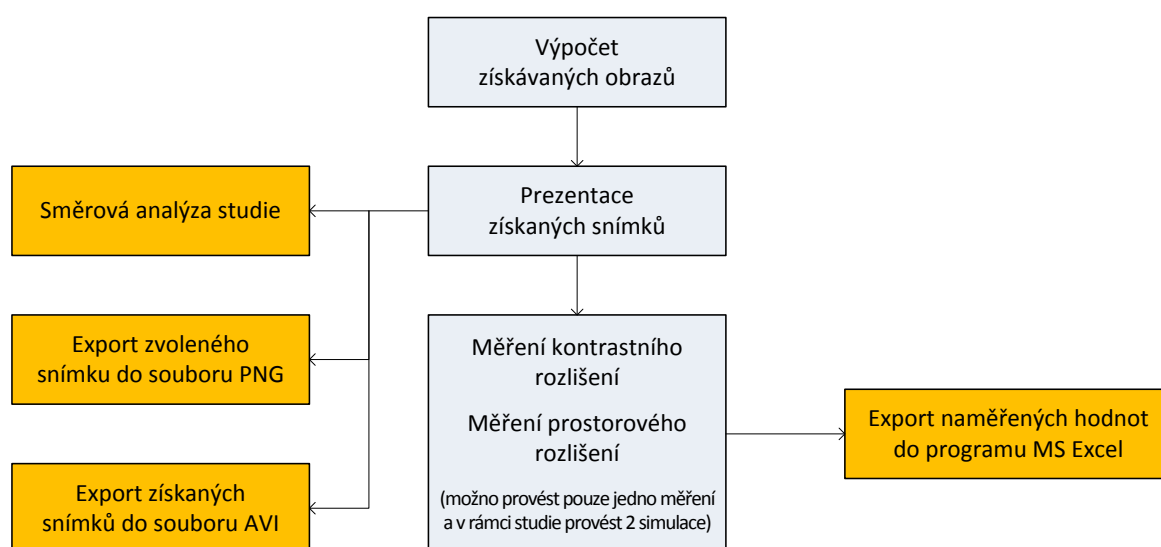 Výpočet
získávaných obrazů
Směrová analýza studie
Prezentace
získaných snímků
Export zvoleného
snímku do souboru PNG
Export získaných
snímků do souboru AVI
Měření kontrastního
rozlišení
Měření prostorového
rozlišení
(možno provést pouze jedno měření
a v rámci studie provést 2 simulace)
Export naměřených hodnot
do programu MS Excel